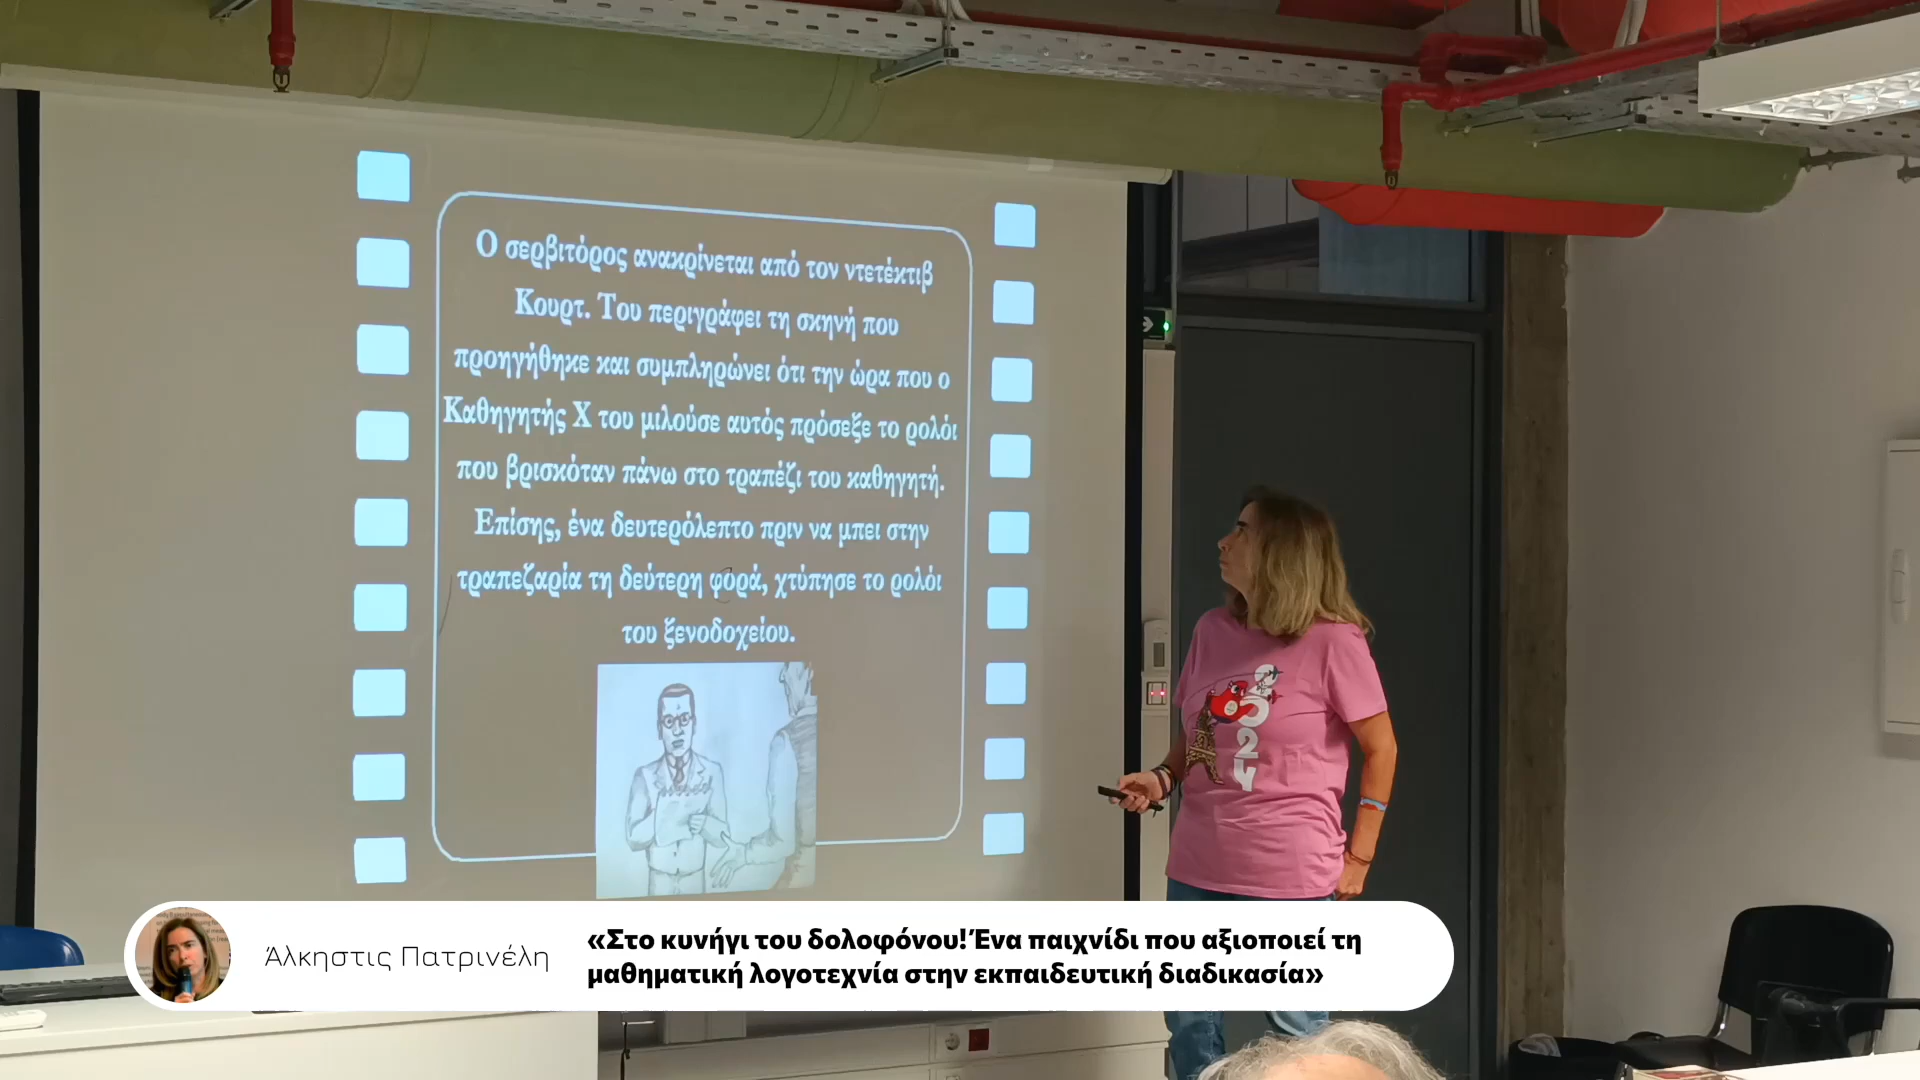 Ο σερβιτόρος ανακρίνεται από τον ντετέκτιβ
Κουρτ. Του περιγράφει τη σκηνή που
προηγήθηκε και συμπληρώνει ότι την ώρα που ο
Καθηγητής Χ του μιλούσε αυτός πρόσεξε το ρολόι
που βρισκόταν πάνω στο τραπέζι του καθηγητή.
Επίσης, ένα δευτερόλεπτο πριν να μπει στην
τραπεζαρία τη δεύτερη φορά, χτύπησε το ρολόι
του ξενοδοχείου.
Άλκηστις Πατρινέλη
«Στο κυνήγι του δολοφόνου! Ένα παιχνίδι που αξιοποιεί τη
μαθηματική λογοτεχνία στην εκπαιδευτική διαδικασία»